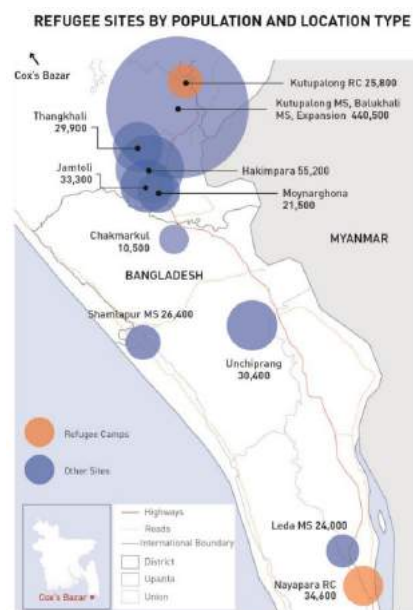 REFUGEE SITES BY POPULATION AND LOCATION TYPE
Cox's Bazar
Kutupalong RC 25,800
Kutupalong MS, Balukhali
MS, Expansion 440,500
Thangkhali
29,900
Jamtoli
33,300
Hakimpara 55,200
Moynarghona
21,500
Chakmarkul
10,500
MYANMAR
BANGLADESH
Shamlapur MS 26,400
Unchiprang
30,400
Refugee Camps
Other Sites
Highways
Roads
International Boundary
District
Upazila
Union
Cox's Bazar
Leda MS 24,000
Nayapara RC
34,600